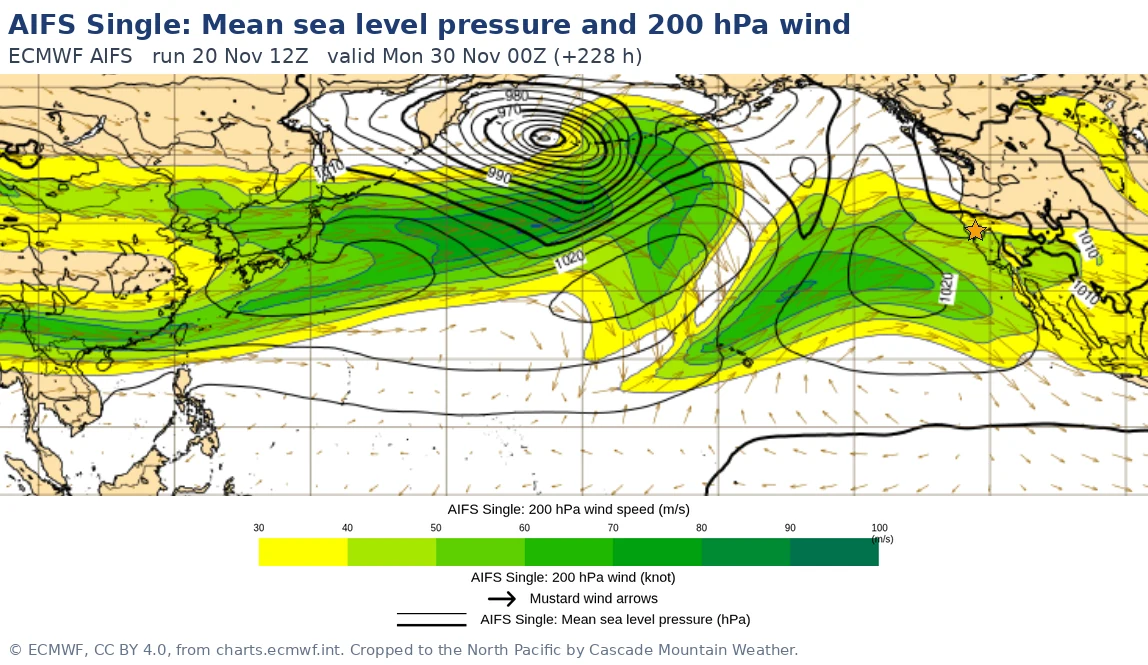 AIFS Single: Mean sea level pressure and 200 hPa wind
ECMWF AIFS   run 20 Nov 12Z   valid Mon 30 Nov 00Z (+228 h)
980
970
990
1010
1020
1020
1010
1010
AIFS Single: 200 hPa wind speed (m/s)
30 40 50 60 70 80 90 100
(m/s)
AIFS Single: 200 hPa wind (knot)
Mustard wind arrows
AIFS Single: Mean sea level pressure (hPa)
© ECMWF, CC BY 4.0, from charts.ecmwf.int. Cropped to the North Pacific by Cascade Mountain Weather.